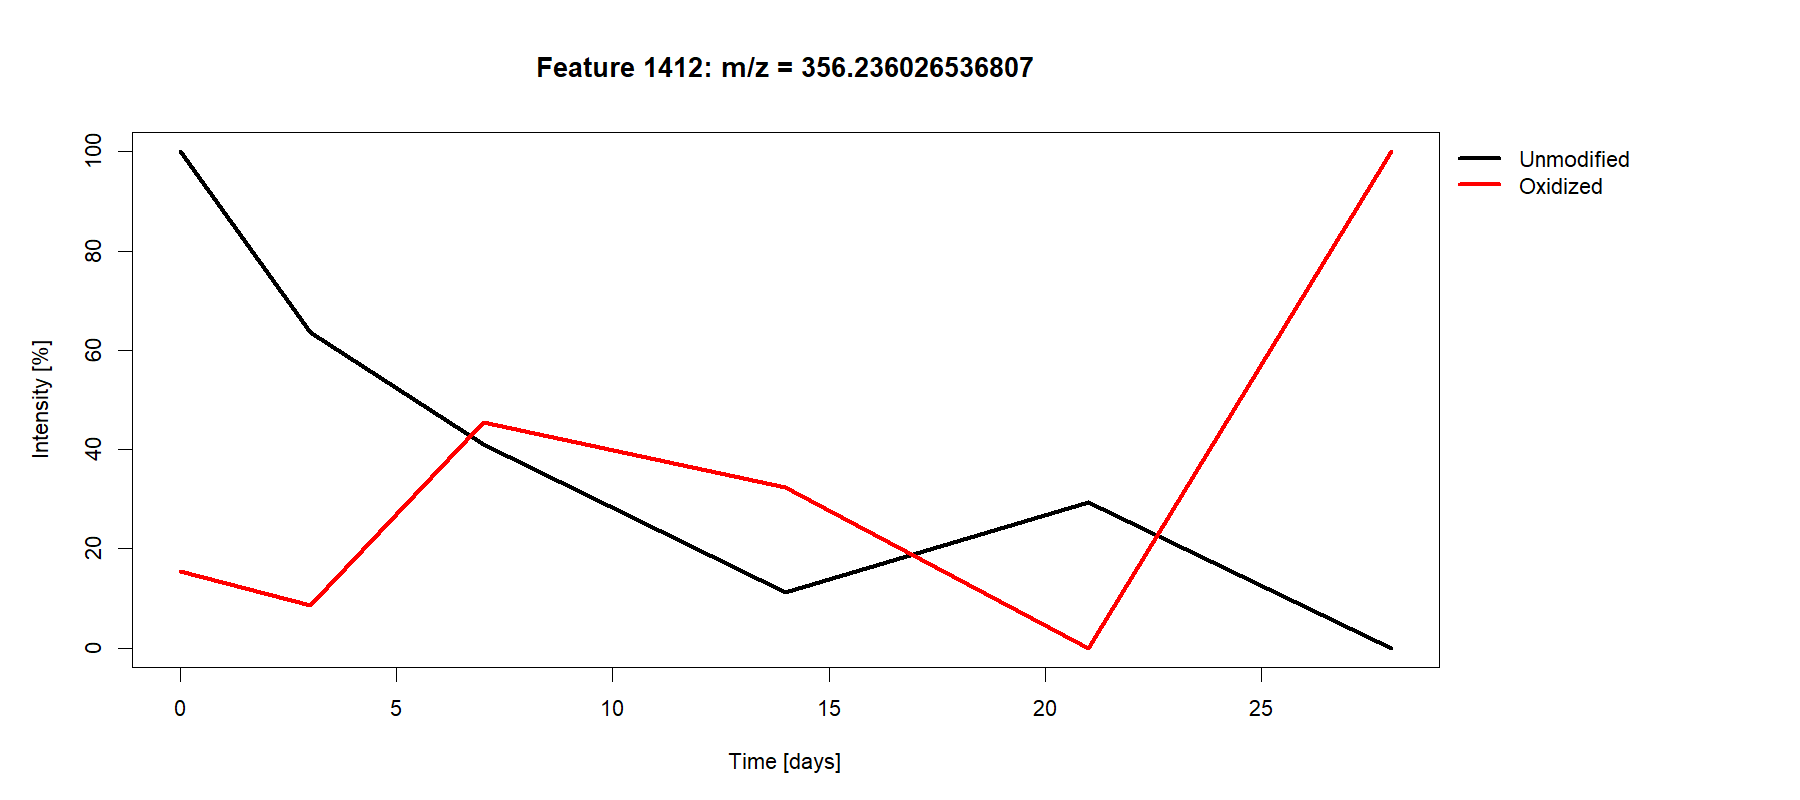 Feature 1412: m/z = 356.236026536807
Unmodified
Oxidized
Intensity [%]
100
80
60
40
20
0
0 5 10 15 20 25
Time [days]